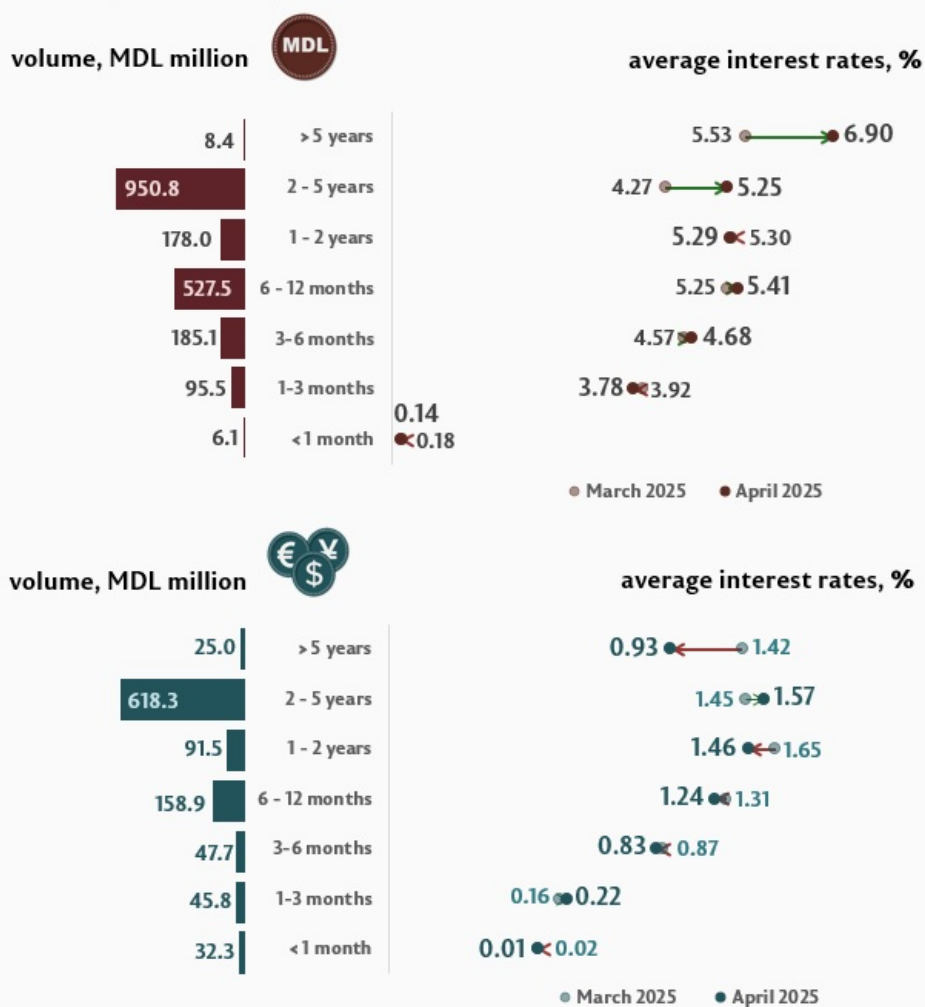 MDL
volume, MDL million average interest rates, %
8.4 > 5 years 5.53 6.90
950.8 2 - 5 years 4.27 5.25
178.0 1 - 2 years 5.29 5.30
527.5 6 - 12 months 5.25 5.41
185.1 3-6 months 4.57 4.68
95.5 1-3 months 3.78 3.92
0.14
6.1 <1 month 0.18
March 2025 April 2025
€ ¥ $
volume, MDL million average interest rates, %
25.0 > 5 years 0.93 1.42
618.3 2 - 5 years 1.45 1.57
91.5 1 - 2 years 1.46 1.65
158.9 6 - 12 months 1.24 1.31
47.7 3-6 months 0.83 0.87
45.8 1-3 months 0.16 0.22
32.3 <1 month 0.01 0.02
March 2025 April 2025